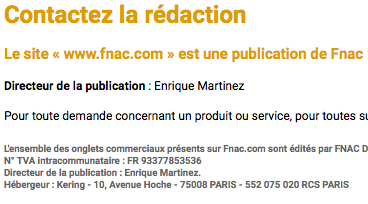 Contactez la rédaction
Le site « www.fnac.com » est une publication de Fnac
Directeur de la publication : Enrique Martinez
Pour toute demande concernant un produit ou service, pour toutes
L'ensemble des onglets commerciaux présents sur Fnac.com sont édités par FNAC D
N° TVA intracommunautaire : FR 93377853536
Directeur de la publication : Enrique Martinez.
Hébergeur : Kering - 10, Avenue Hoche - 75008 PARIS - 552 075 020 RCS PARIS